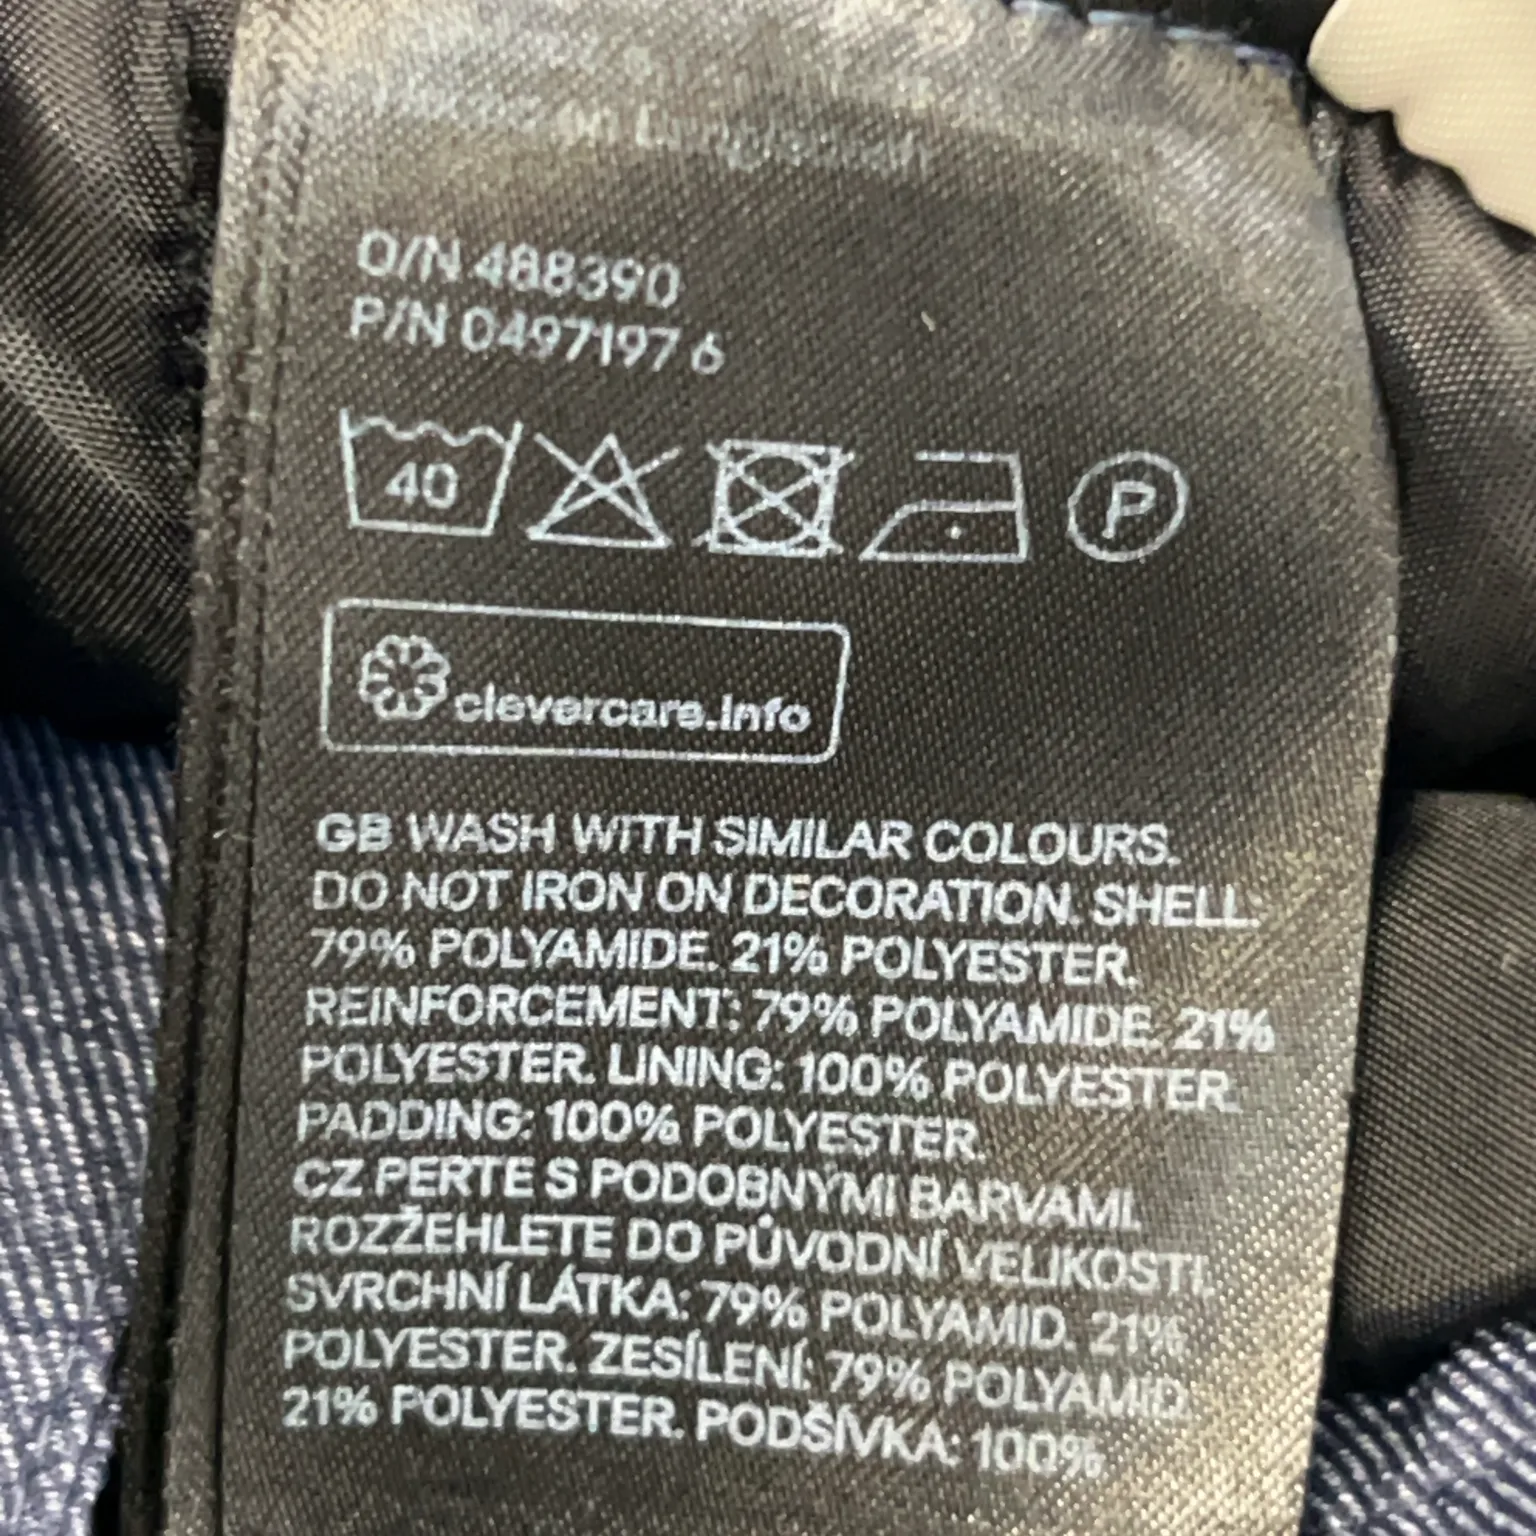 O/N 488390
P/N 0497197 6
40
P
clevercare.info
GB WASH WITH SIMILAR COLOURS.
DO NOT IRON ON DECORATION. SHELL:
79% POLYAMIDE. 21% POLYESTER.
REINFORCEMENT: 79% POLYAMIDE. 21%
POLYESTER. LINING: 100% POLYESTER.
PADDING: 100% POLYESTER.
CZ PERTE S PODOBNÝMI BARVAMI.
ROZŽEHLETE DO PŮVODNÍ VELIKOSTI.
SVRCHNÍ LÁTKA: 79% POLYAMID. 21%
POLYESTER. ZESÍLENÍ: 79% POLYAMID.
21% POLYESTER. PODŠÍVKA: 100%